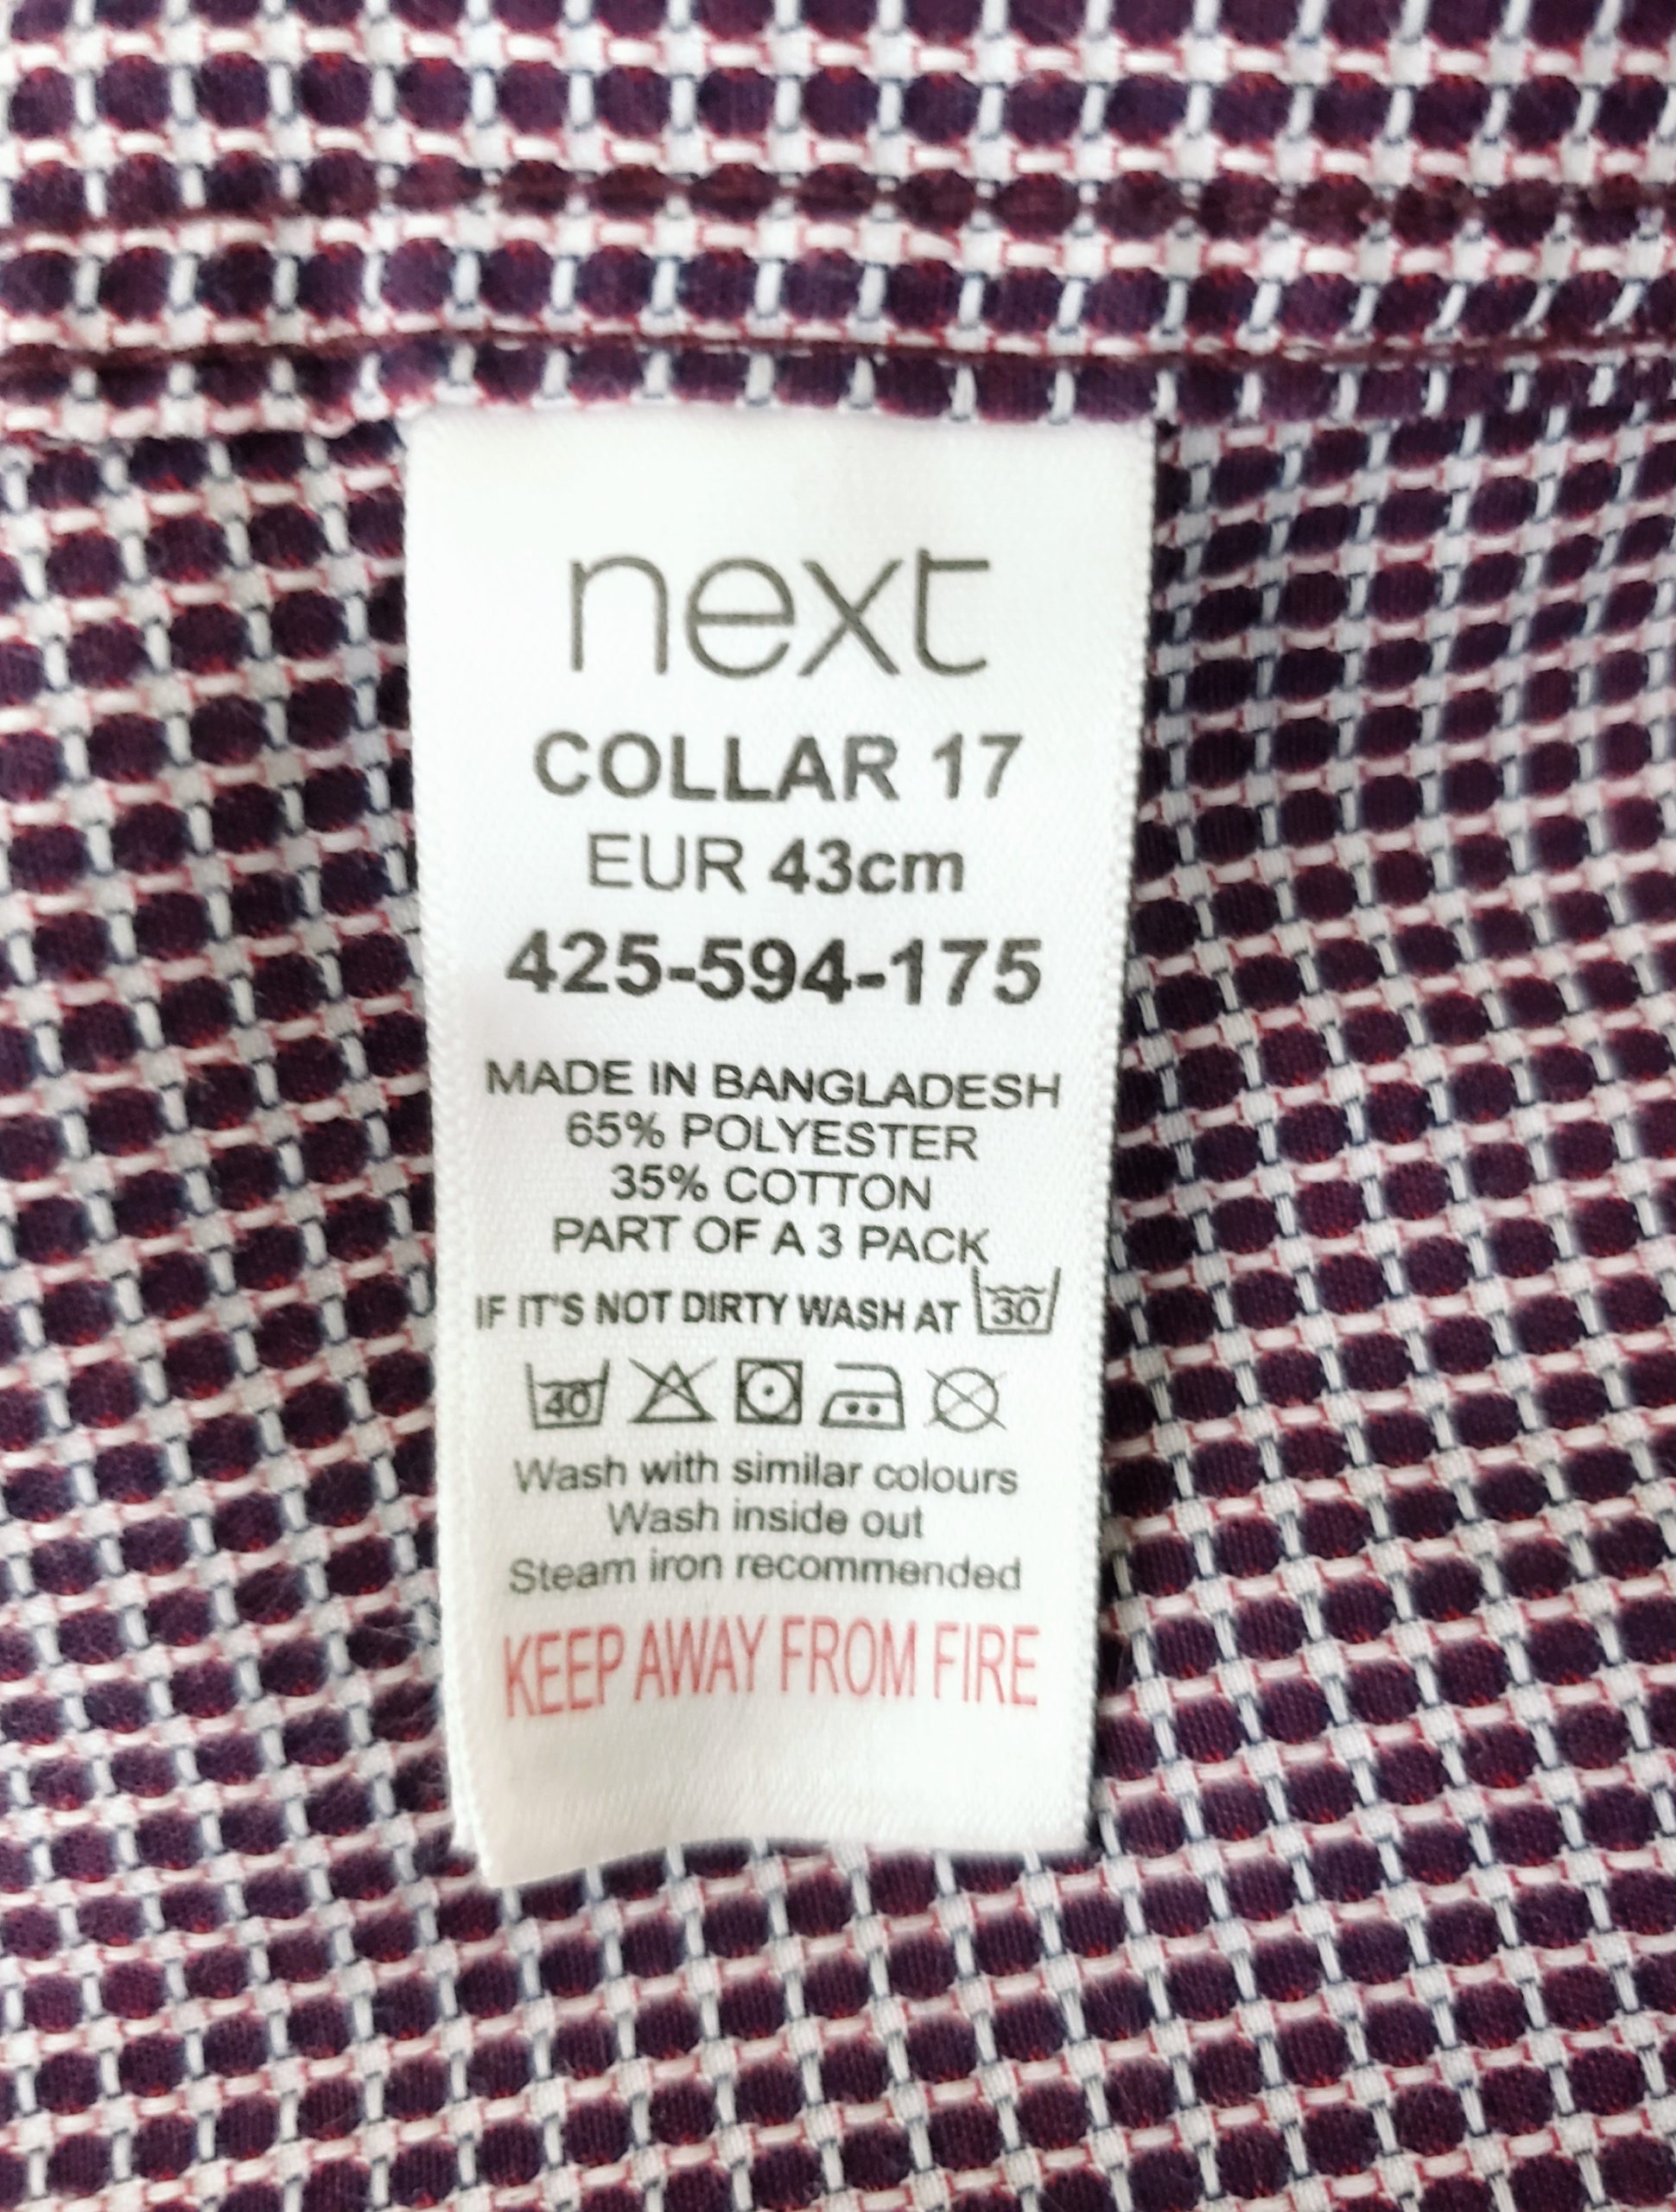 next
COLLAR 17
EUR 43cm
425-594-175
MADE IN BANGLADESH
65% POLYESTER
35% COTTON
PART OF A 3 PACK
IF IT'S NOT DIRTY WASH AT 30
40
Wash with similar colours
Wash inside out
Steam iron recommended
KEEP AWAY FROM FIRE